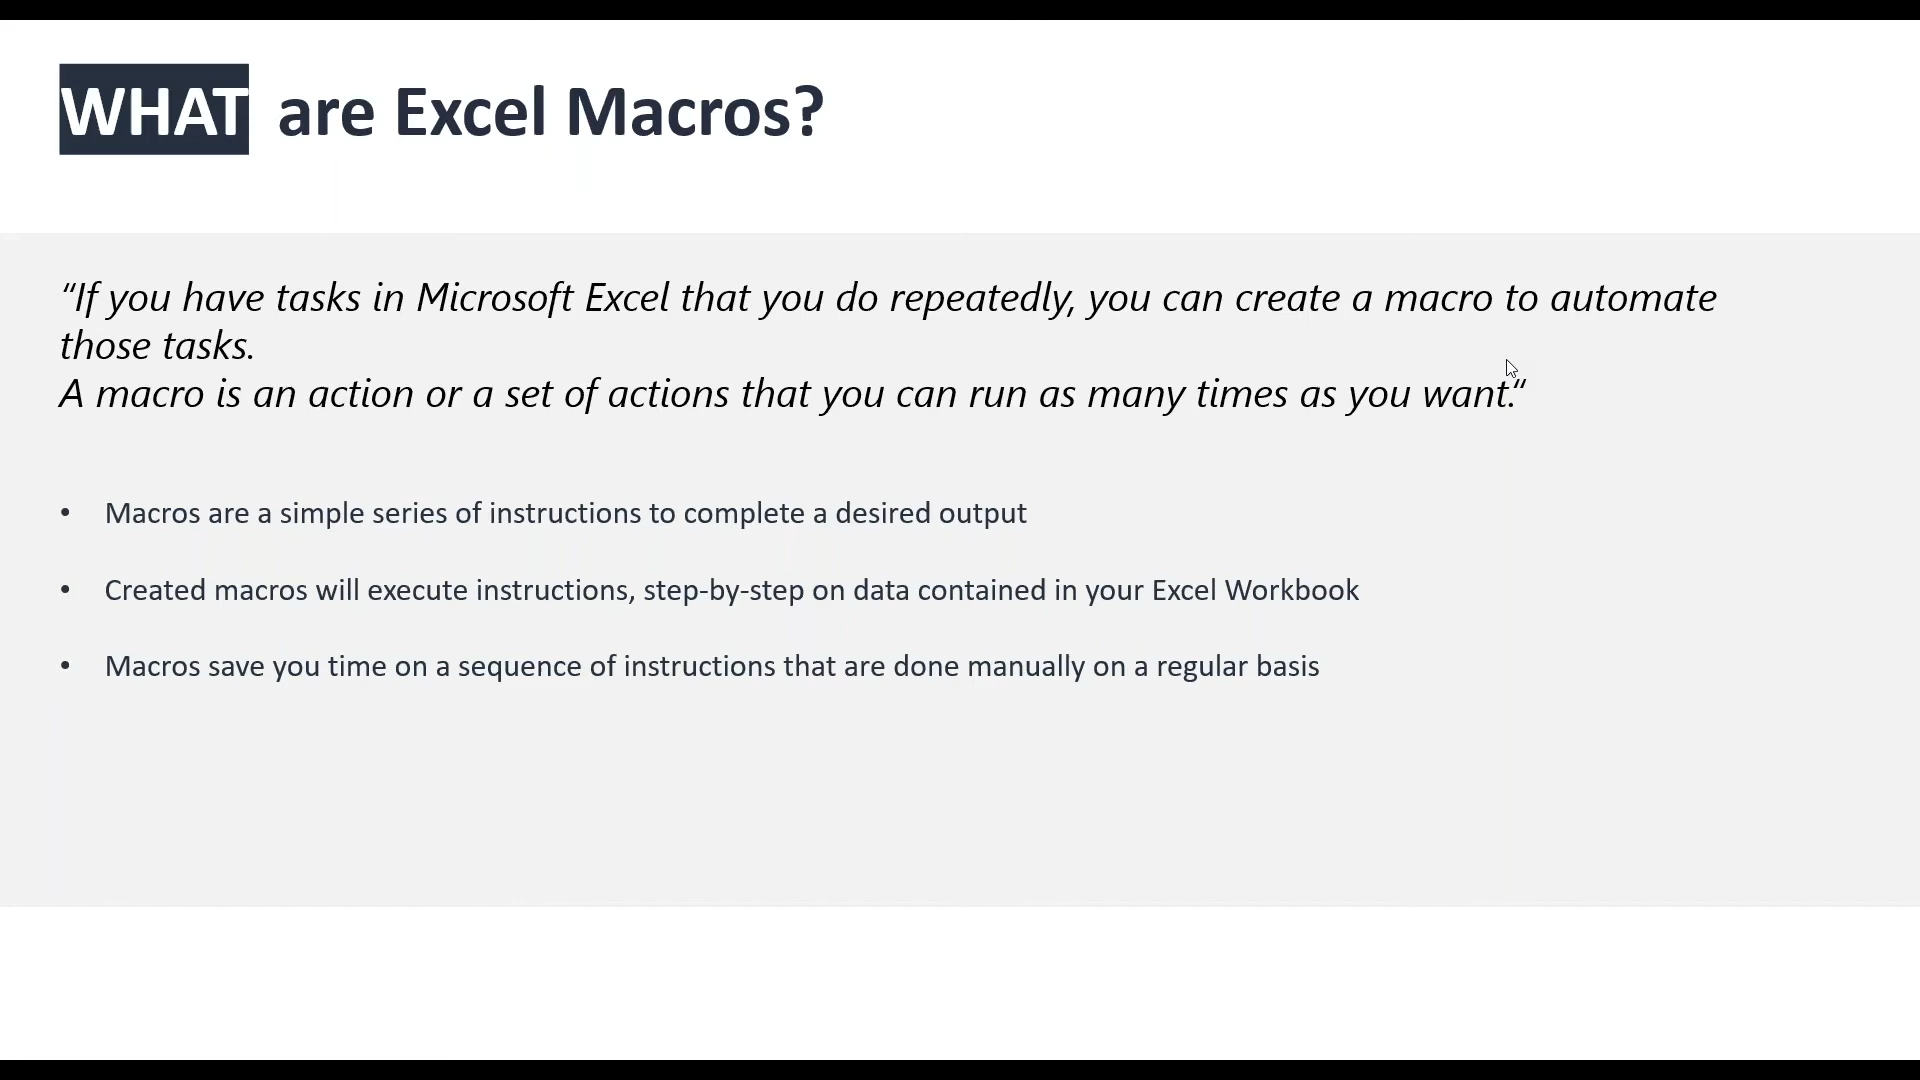 WHAT are Excel Macros?
“If you have tasks in Microsoft Excel that you do repeatedly, you can create a macro to automate
those tasks.
A macro is an action or a set of actions that you can run as many times as you want.“
• Macros are a simple series of instructions to complete a desired output
• Created macros will execute instructions, step-by-step on data contained in your Excel Workbook
• Macros save you time on a sequence of instructions that are done manually on a regular basis